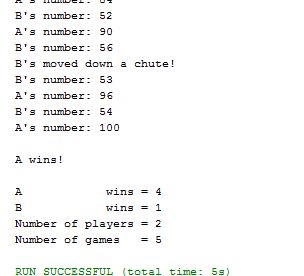 A's number: 84
B's number: 52
A's number: 90
B's number: 56
B's moved down a chute!
B's number: 53
A's number: 96
B's number: 54
A's number: 100
A wins!
A wins = 4
B wins = 1
Number of players = 2
Number of games = 5
RUN SUCCESSFUL (total time: 5s)